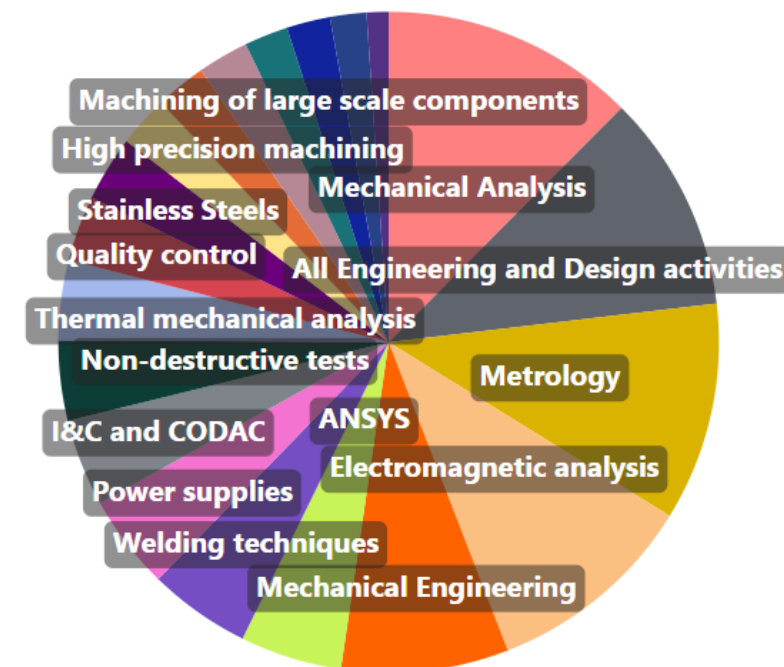 Machining of large scale components
High precision machining
Mechanical Analysis
Stainless Steels
Quality control
All Engineering and Design activities
Thermal mechanical analysis
Non-destructive tests
Metrology
ANSYS
I&C and CODAC
Electromagnetic analysis
Power supplies
Welding techniques
Mechanical Engineering